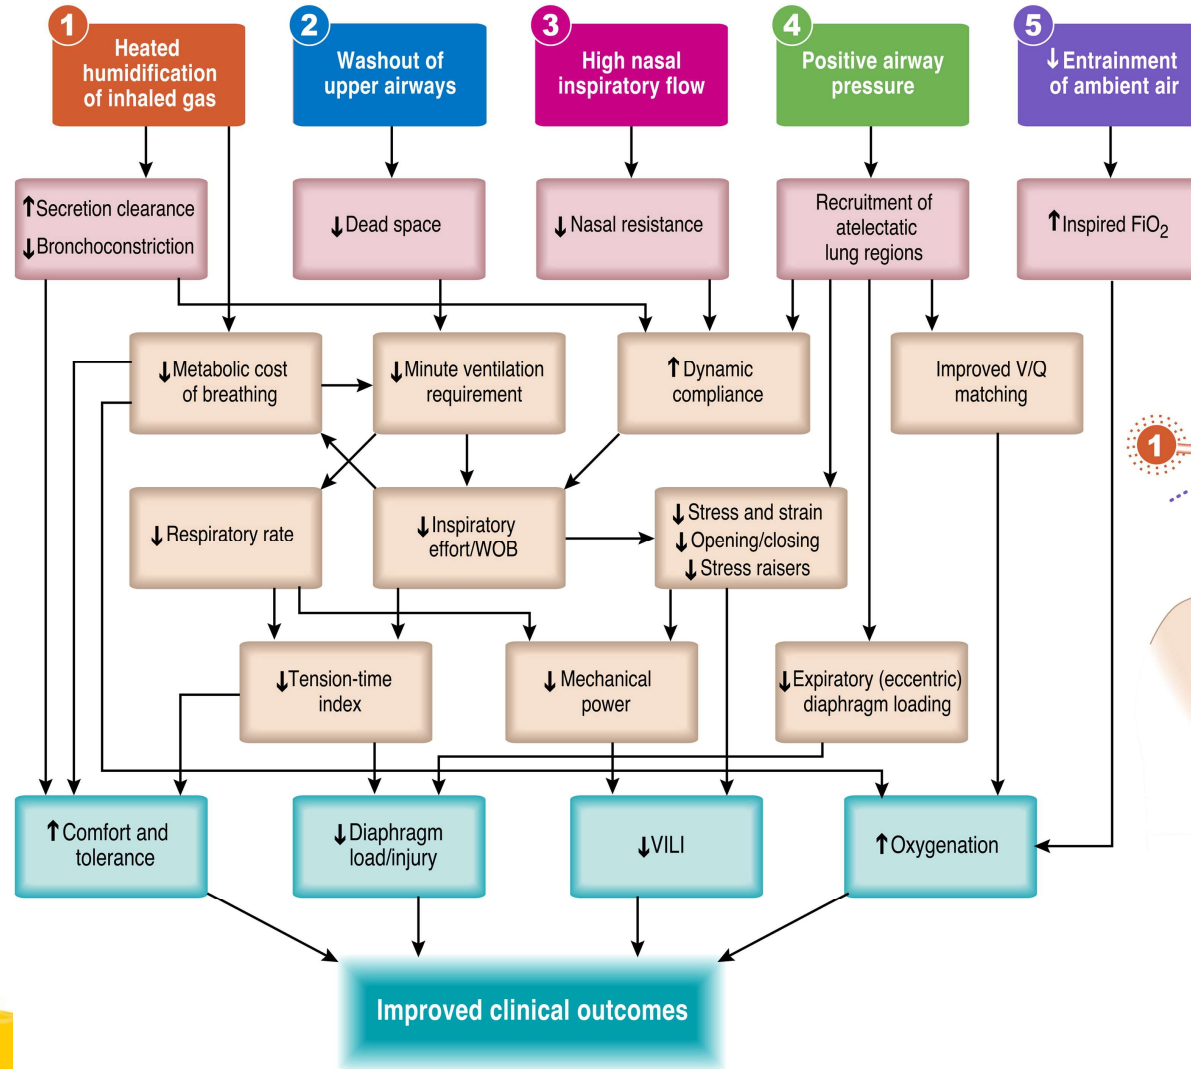 1
Heated
humidification
of inhaled gas
2
Washout of
upper airways
3
High nasal
inspiratory flow
4
Positive airway
pressure
5
↓Entrainment
of ambient air
↑Secretion clearance
↓Bronchoconstriction
↓Dead space
↓Nasal resistance
Recruitment of
atelectatic
lung regions
↑Inspired FiO2
↓Metabolic cost
of breathing
↓Minute ventilation
requirement
↑Dynamic
compliance
Improved V/Q
matching
1
↓Respiratory rate
↓Inspiratory
effort/WOB
↓Stress and strain
↓Opening/closing
↓Stress raisers
↓Tension-time
index
↓Mechanical
power
↓Expiratory (eccentric)
diaphragm loading
↑Comfort and
tolerance
↓Diaphragm
load/injury
↓VILI
↑Oxygenation
Improved clinical outcomes